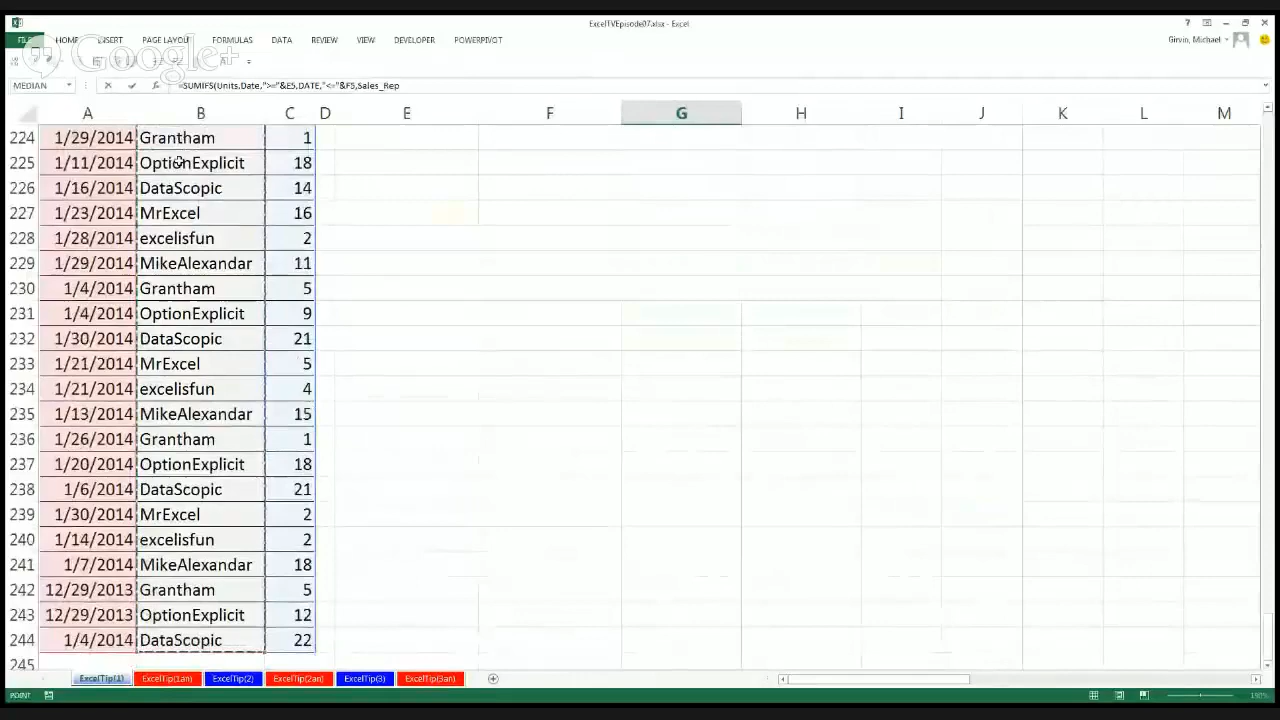 ExcelTVEpisode07.xlsx - Excel
Girvin, Michael
FILE HOME INSERT PAGE LAYOUT FORMULAS DATA REVIEW VIEW DEVELOPER POWERPIVOT
Google+
MEDIAN =SUMIFS(Units,Date,">="&E5,DATE,"<="&F5,Sales_Rep
A B C D E F G H I J K L M
224 1/29/2014 Grantham 1
225 1/11/2014 OptionExplicit 18
226 1/16/2014 DataScopic 14
227 1/23/2014 MrExcel 16
228 1/28/2014 excelisfun 2
229 1/29/2014 MikeAlexandar 11
230 1/4/2014 Grantham 5
231 1/4/2014 OptionExplicit 9
232 1/30/2014 DataScopic 21
233 1/21/2014 MrExcel 5
234 1/21/2014 excelisfun 4
235 1/13/2014 MikeAlexandar 15
236 1/26/2014 Grantham 1
237 1/20/2014 OptionExplicit 18
238 1/6/2014 DataScopic 21
239 1/30/2014 MrExcel 2
240 1/14/2014 excelisfun 2
241 1/7/2014 MikeAlexandar 18
242 12/29/2013 Grantham 5
243 12/29/2013 OptionExplicit 12
244 1/4/2014 DataScopic 22
245
ExcelTip(1) ExcelTip(1an) ExcelTip(2) ExcelTip(2an) ExcelTip(3) ExcelTip(3an)
POINT 190%